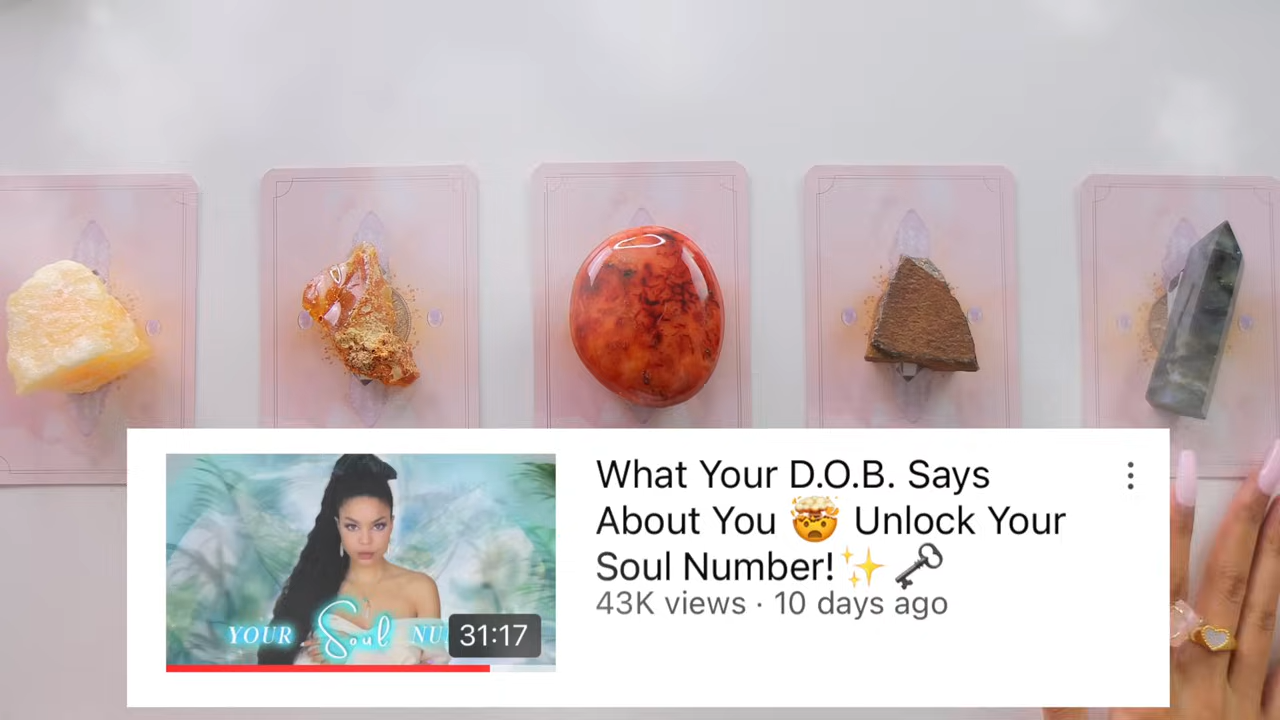 What Your D.O.B. Says
About You 🤯 Unlock Your
Soul Number!✨ 🗝️
43K views · 10 days ago
YOUR Soul NU
31:17